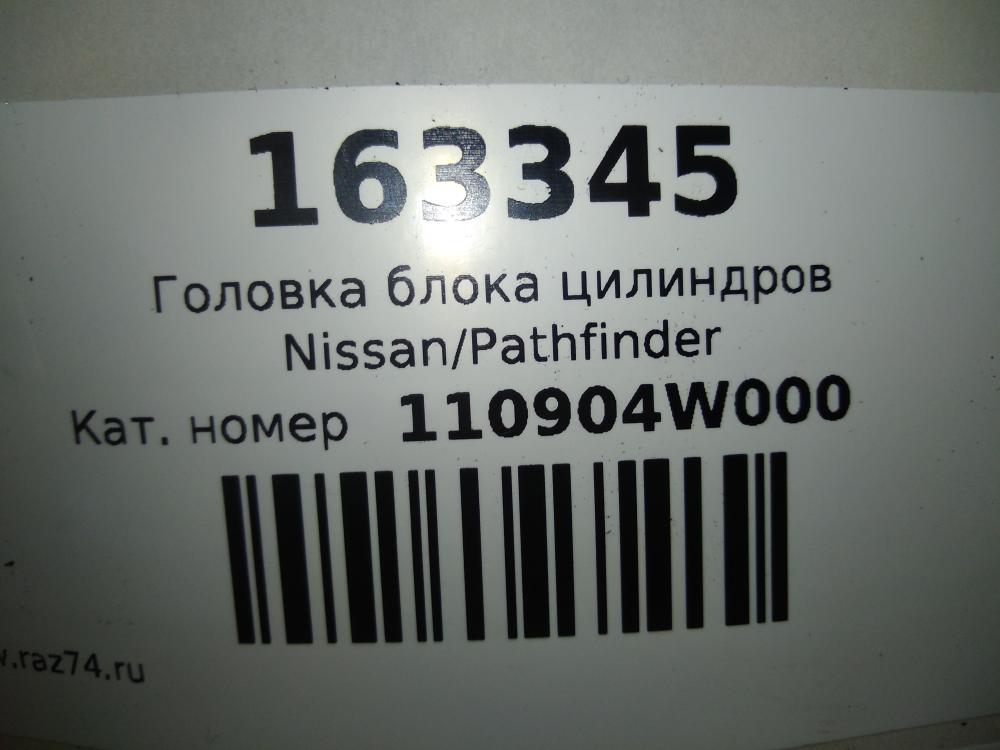 163345
Головка блока цилиндров
Nissan/Pathfinder
Кат. номер 110904W000
.raz74.ru